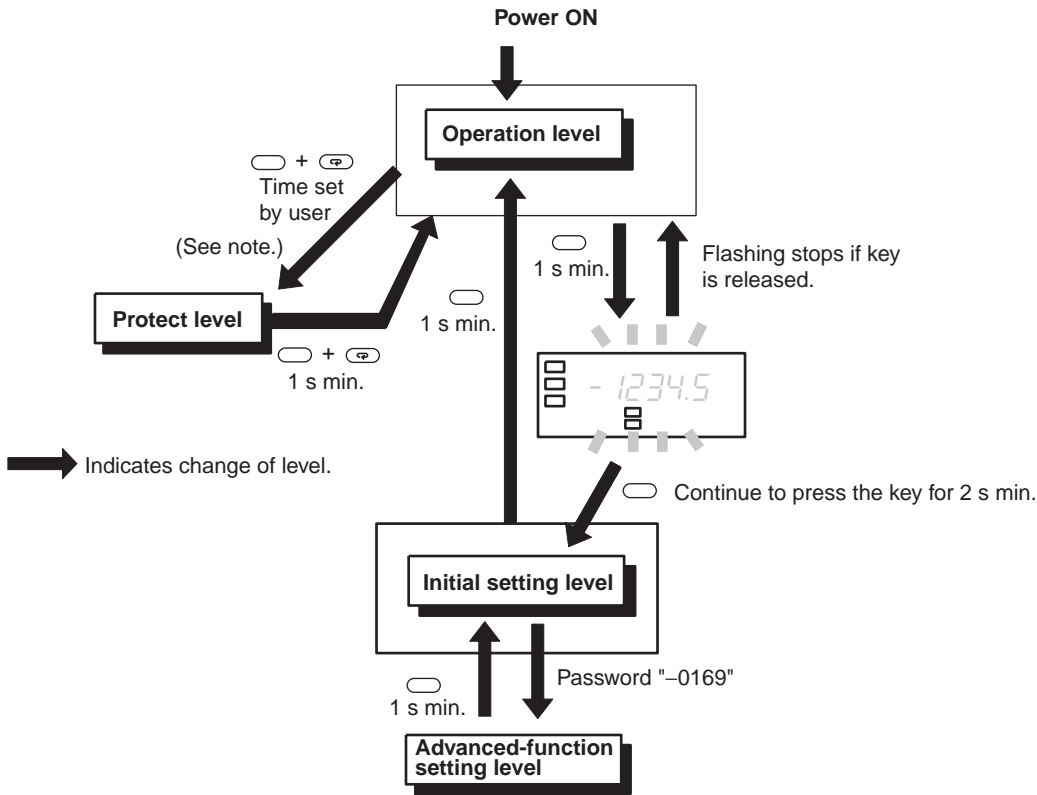 Power ON
Operation level
+
Time set
by user
(See note.)
1 s min.
Flashing stops if key
is released.
Protect level
1 s min.
+
1 s min.
-1234.5
Indicates change of level.
Continue to press the key for 2 s min.
Initial setting level
Password "–0169"
1 s min.
Advanced-function
setting level